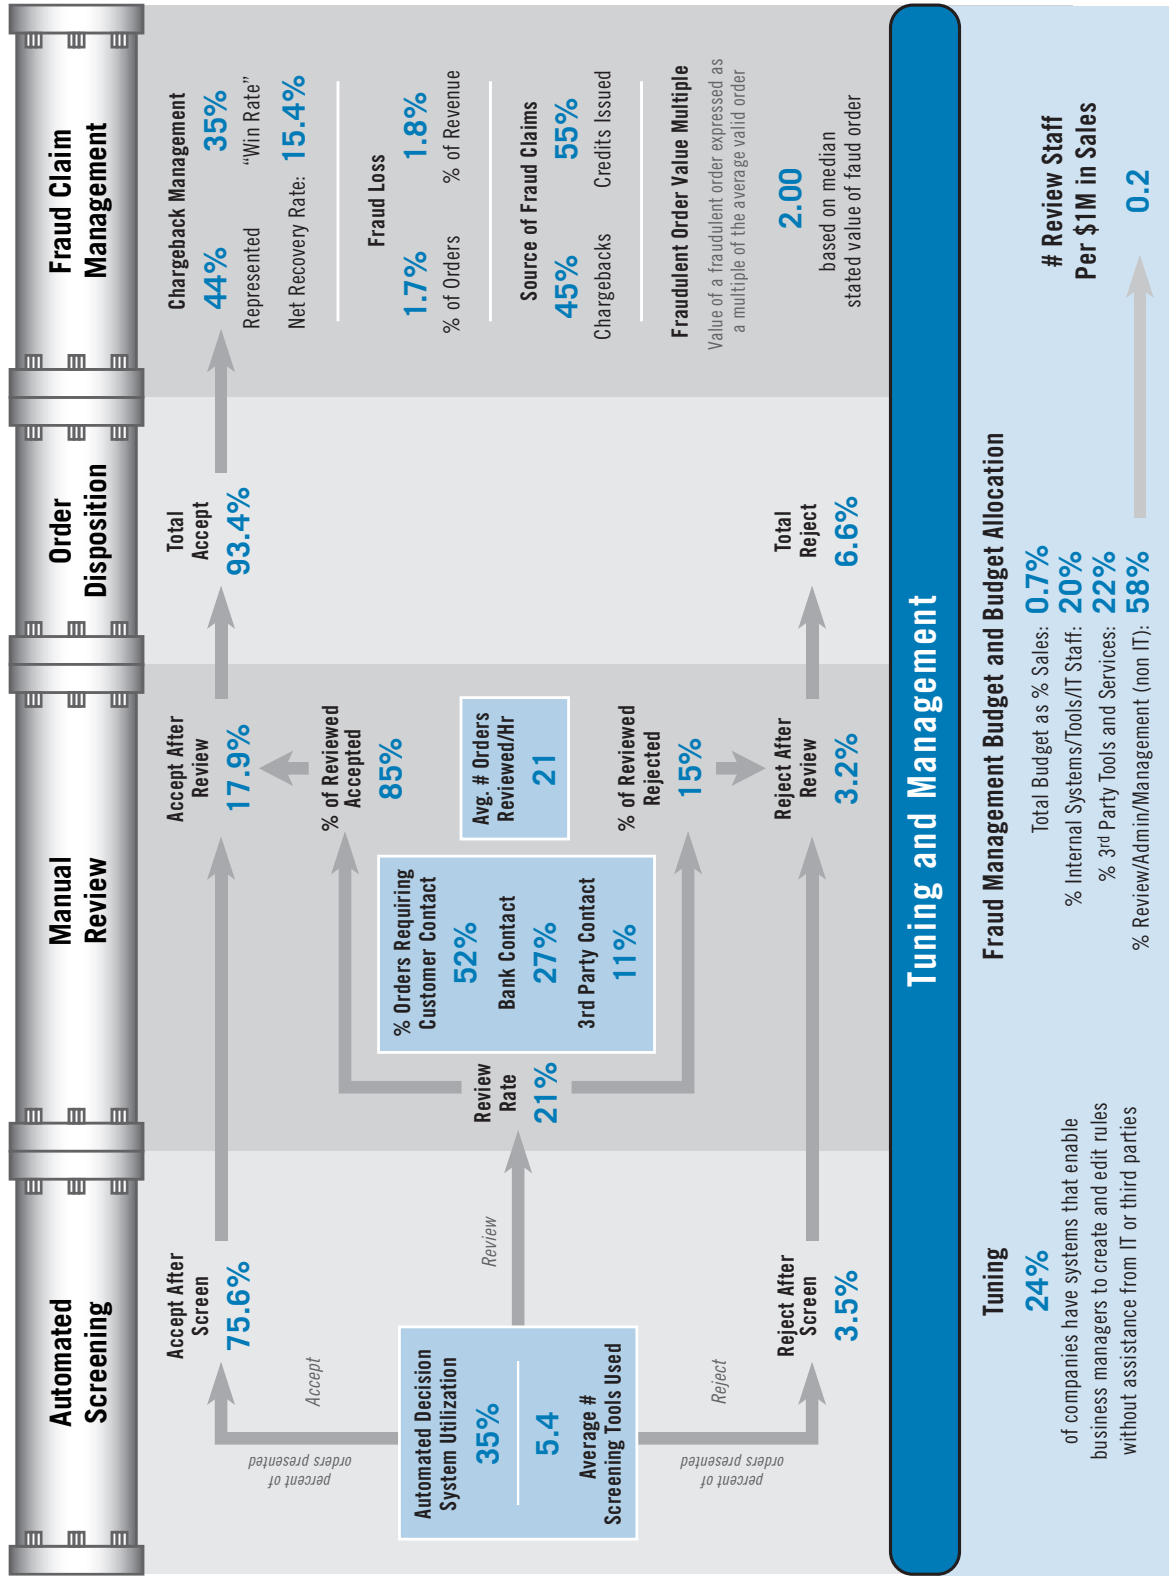 Automated
Screening
Manual
Review
Order
Disposition
Fraud Claim
Management
percent of
orders presented
Accept
Accept After
Screen
75.6%
Automated Decision
System Utilization
35%
5.4
Average #
Screening Tools Used
Review
percent of
orders presented
Reject
Reject After
Screen
3.5%
Review
Rate
21%
% Orders Requiring
Customer Contact
52%
Bank Contact
27%
3rd Party Contact
11%
Accept After
Review
17.9%
% of Reviewed
Accepted
85%
Avg. # Orders
Reviewed/Hr
21
% of Reviewed
Rejected
15%
Reject After
Review
3.2%
Total
Accept
93.4%
Total
Reject
6.6%
Chargeback Management
44% 35%
Represented "Win Rate"
Net Recovery Rate: 15.4%
Fraud Loss
1.7% 1.8%
% of Orders % of Revenue
Source of Fraud Claims
45% 55%
Chargebacks Credits Issued
Fraudulent Order Value Multiple
Value of a fraudulent order expressed as
a multiple of the average valid order
2.00
based on median
stated value of faud order
Tuning and Management
Tuning
24%
of companies have systems that enable
business managers to create and edit rules
without assistance from IT or third parties
Fraud Management Budget and Budget Allocation
Total Budget as % Sales: 0.7%
% Internal Systems/Tools/IT Staff: 20%
% 3rd Party Tools and Services: 22%
% Review/Admin/Management (non IT): 58%
# Review Staff
Per $1M in Sales
0.2